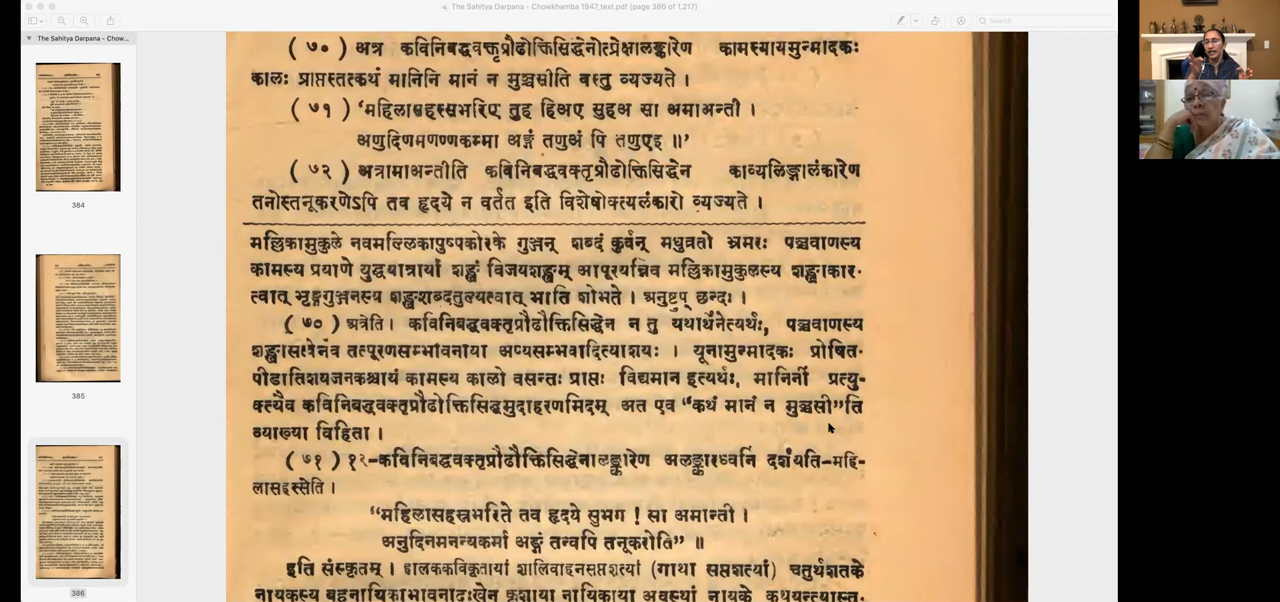 The Sahitya Darpana - Chowkhamba 1947_text.pdf (page 386 of 1,217)
Search
The Sahitya Darpana - Chow...
384
385
386
( ७० ) अत्र कविनिबद्धवक्तृप्रौढोक्तिसिद्धेनोत्प्रेक्षालङ्कारेण कामस्यायमुन्मादकः
कालः प्राप्तस्तत्कथं मानिनि मानं न मुञ्चसीति वस्तु व्यज्यते ।
( ७१ ) 'महिलासहस्सभरिए तुह हिअए सुहअ सा अमाअन्ती ।
अणुदिणमणण्णकम्मा अङ्गं तणुअं पि तणुएइ ॥'
( ७२ ) अत्रामाअन्तीति कविनिबद्धवक्तृप्रौढोक्तिसिद्धेन काव्यलिङ्गालंकारेण
तनोस्तनूकरणेऽपि तव हृदये न वर्तत इति विशेषोक्त्यलंकारो व्यज्यते ।
मल्लिकामुकुले नवमल्लिकापुष्पकोरके गुञ्जन् शब्दं कुर्वन् मधुव्रतो भ्रमरः पञ्चबाणस्य
कामस्य प्रयाणे युद्धयात्रायां शङ्खं विजयशङ्खम् आपूरयन्निव मल्लिकामुकुलस्य शङ्खाकार-
त्वात् भृङ्गगुञ्जनस्य शङ्खशब्दतुल्यत्वात् भाति शोभते । अनुष्टुप् छन्दः ।
( ७० ) अत्रेति । कविनिबद्धवक्तृप्रौढौक्तिसिद्धेन न तु यथार्थेनेत्यर्थः, पञ्चबाणस्य
शङ्खासत्त्वेनैव तत्पूरणसम्भावनाया अप्यसम्भवादित्याशयः । यूनामुन्मादकः प्रोषित-
पीडातिशयजनकश्चायं कामस्य कालो वसन्तः प्राप्तः विद्यमान इत्यर्थः, मानिनीं प्रत्यु-
क्त्यैव कविनिबद्धवक्तृप्रौढोक्तिसिद्धमुदाहरणमिदम् अत एव "कथं मानं न मुञ्चसी"ति
व्याख्या विहिता ।
( ७१ ) १२-कविनिबद्धवक्तृप्रौढौक्तिसिद्धेनालङ्कारेण अलङ्कारध्वनिं दर्शयति-महि-
लासहस्सेति ।
"महिलासहस्रभरिते तव हृदये सुभग ! सा अमान्ती ।
अनुदिनमनन्यकर्मा अङ्गं तन्वपि तनूकरोति" ॥
इति संस्कृतम् । हालककविकृतायां शालिवाहनसप्तशत्यां (गाथा सप्तशत्यां) चतुर्थशतके
नायकस्य बहुनायिकाभावनादुःखेन कृशाया नायिकाया अवस्थां नायके कथयन्त्यास्त-